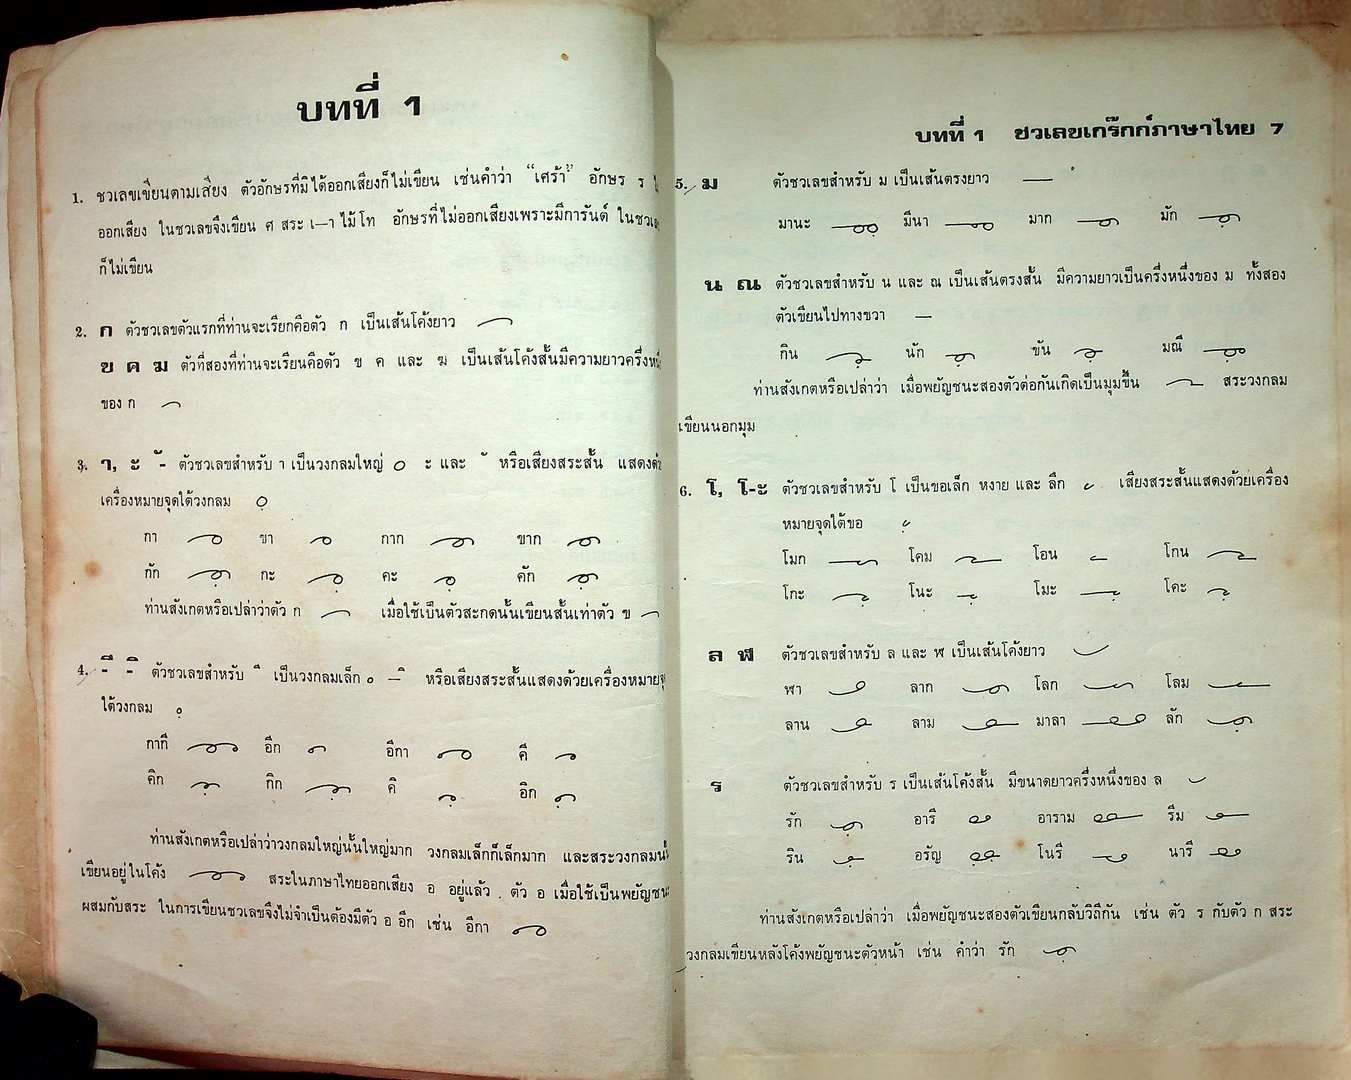 บทที่ 1
1. ชวเลขเขียนตามเสียง ตัวอักษรที่มิได้ออกเสียงก็ไม่เขียน เช่นคำว่า “เศร้า” อักษร ร
ออกเสียง ในชวเลขจึงเขียน ศ สระ เ—า ไม้โท อักษรที่ไม่ออกเสียงเพราะมีการันต์
ก็ไม่เขียน
2. ก ตัวชวเลขตัวแรกที่ท่านจะเรียกคือตัว ก เป็นเส้นโค้งยาว
ข ค ฆ ตัวที่สองที่ท่านจะเรียนคือตัว ข ค และ ฆ เป็นเส้นโค้งสั้นมีความยาวครึ่งหนึ่ง
ของ ก
3. า, ะ ั- ตัวชวเลขสำหรับ า เป็นวงกลมใหญ่ ะ และ ั หรือเสียงสระสั้น แสดงด้วย
เครื่องหมายจุดใต้วงกลม
กา ขา กาก ขาก
กัก กะ คะ คัก
ท่านสังเกตหรือเปล่าว่าตัว ก เมื่อใช้เป็นตัวสะกดนั้นเขียนสั้นเท่าตัว ข
4. -ี -ิ ตัวชวเลขสำหรับ ี เป็นวงกลมเล็ก —ิ หรือเสียงสระสั้นแสดงด้วยเครื่องหมายจุด
ใต้วงกลม
กากี อีก อีกา คี
คิก กิก คิ อิก
ท่านสังเกตหรือเปล่าว่าวงกลมใหญ่นั้นใหญ่มาก วงกลมเล็กก็เล็กมาก และสระวงกลมนั้น
เขียนอยู่ในโค้ง สระในภาษาไทยออกเสียง อ อยู่แล้ว ตัว อ เมื่อใช้เป็นพยัญชนะ
ผสมกับสระ ในการเขียนชวเลขจึงไม่จำเป็นต้องมีตัว อ อีก เช่น อีกา
บทที่ 1 ชวเลขเกร๊กก์ภาษาไทย 7
5. ม ตัวชวเลขสำหรับ ม เป็นเส้นตรงยาว
มานะ มีนา มาก มัก
น ณ ตัวชวเลขสำหรับ น และ ณ เป็นเส้นตรงสั้น มีความยาวเป็นครึ่งหนึ่งของ ม ทั้งสอง
ตัวเขียนไปทางขวา
กิน นัก ขัน มณี
ท่านสังเกตหรือเปล่าว่า เมื่อพยัญชนะสองตัวต่อกันเกิดเป็นมุมขึ้น สระวงกลม
เขียนนอกมุม
6. โ, โ-ะ ตัวชวเลขสำหรับ โ เป็นขอเล็ก หงาย และ ลึก เสียงสระสั้นแสดงด้วยเครื่อง
หมายจุดใต้ขอ
โมก โคม โอน โกน
โกะ โนะ โมะ โคะ
ล ฬ ตัวชวเลขสำหรับ ล และ ฬ เป็นเส้นโค้งยาว
ฬา ลาก โลก โลม
ลาน ลาม มาลา ลัก
ร ตัวชวเลขสำหรับ ร เป็นเส้นโค้งสั้น มีขนาดยาวครึ่งหนึ่งของ ล
รัก อารี อาราม รีม
ริน อรัญ โนรี นารี
ท่านสังเกตหรือเปล่าว่า เมื่อพยัญชนะสองตัวเขียนกลับวิถีกัน เช่น ตัว ร กับตัว ก สระ
วงกลมเขียนหลังโค้งพยัญชนะตัวหน้า เช่น คำว่า รัก